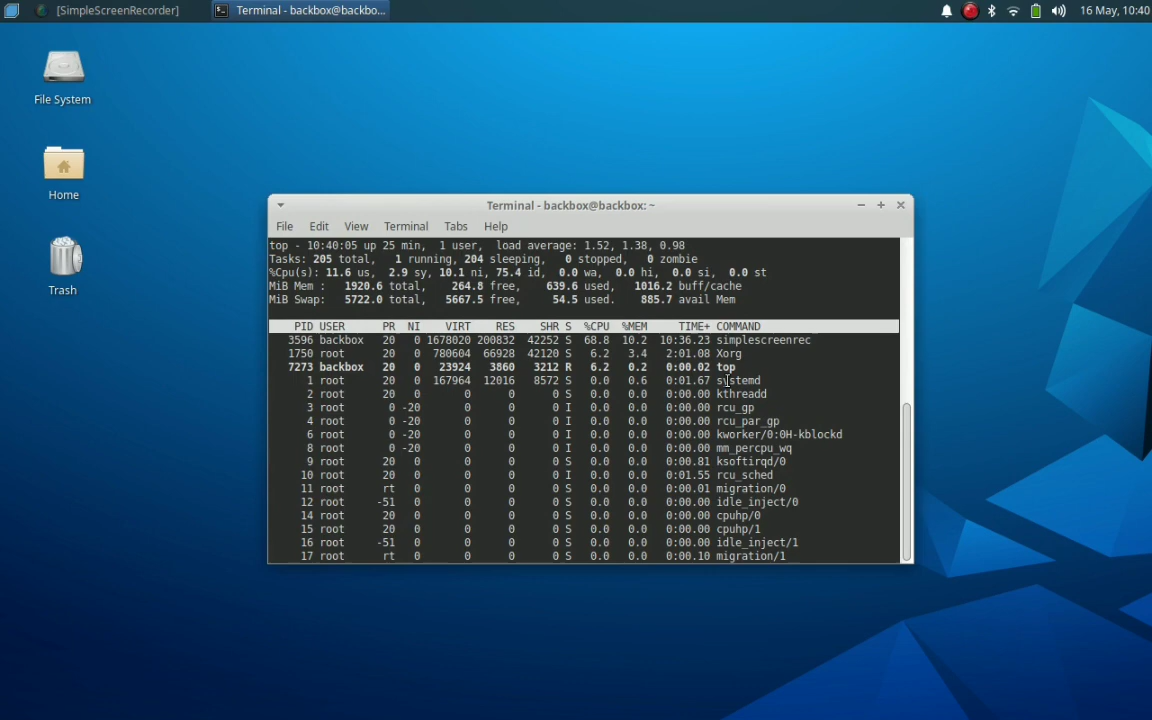 [SimpleScreenRecorder] Terminal - backbox@backbo... 16 May, 10:40
File System
Home
Trash
Terminal - backbox@backbox: ~
File Edit View Terminal Tabs Help
top - 10:40:05 up 25 min,  1 user,  load average: 1.52, 1.38, 0.98
Tasks: 205 total,   1 running, 204 sleeping,   0 stopped,   0 zombie
%Cpu(s): 11.6 us,  2.9 sy, 10.1 ni, 75.4 id,  0.0 wa,  0.0 hi,  0.0 si,  0.0 st
MiB Mem :   1920.6 total,    264.8 free,    639.6 used,   1016.2 buff/cache
MiB Swap:   5722.0 total,   5667.5 free,     54.5 used.    885.7 avail Mem
PID USER PR NI VIRT RES SHR S %CPU %MEM TIME+ COMMAND
3596 backbox 20 0 1678020 200832 42252 S 68.8 10.2 10:36.23 simplescreenrec
1750 root 20 0 780604 66928 42120 S 6.2 3.4 2:01.08 Xorg
7273 backbox 20 0 23924 3860 3212 R 6.2 0.2 0:00.02 top
1 root 20 0 167964 12016 8572 S 0.0 0.6 0:01.67 systemd
2 root 20 0 0 0 0 S 0.0 0.0 0:00.00 kthreadd
3 root 0 -20 0 0 0 I 0.0 0.0 0:00.00 rcu_gp
4 root 0 -20 0 0 0 I 0.0 0.0 0:00.00 rcu_par_gp
6 root 0 -20 0 0 0 I 0.0 0.0 0:00.00 kworker/0:0H-kblockd
8 root 0 -20 0 0 0 I 0.0 0.0 0:00.00 mm_percpu_wq
9 root 20 0 0 0 0 S 0.0 0.0 0:00.81 ksoftirqd/0
10 root 20 0 0 0 0 I 0.0 0.0 0:01.55 rcu_sched
11 root rt 0 0 0 0 S 0.0 0.0 0:00.01 migration/0
12 root -51 0 0 0 0 S 0.0 0.0 0:00.00 idle_inject/0
14 root 20 0 0 0 0 S 0.0 0.0 0:00.00 cpuhp/0
15 root 20 0 0 0 0 S 0.0 0.0 0:00.00 cpuhp/1
16 root -51 0 0 0 0 S 0.0 0.0 0:00.00 idle_inject/1
17 root rt 0 0 0 0 S 0.0 0.0 0:00.10 migration/1